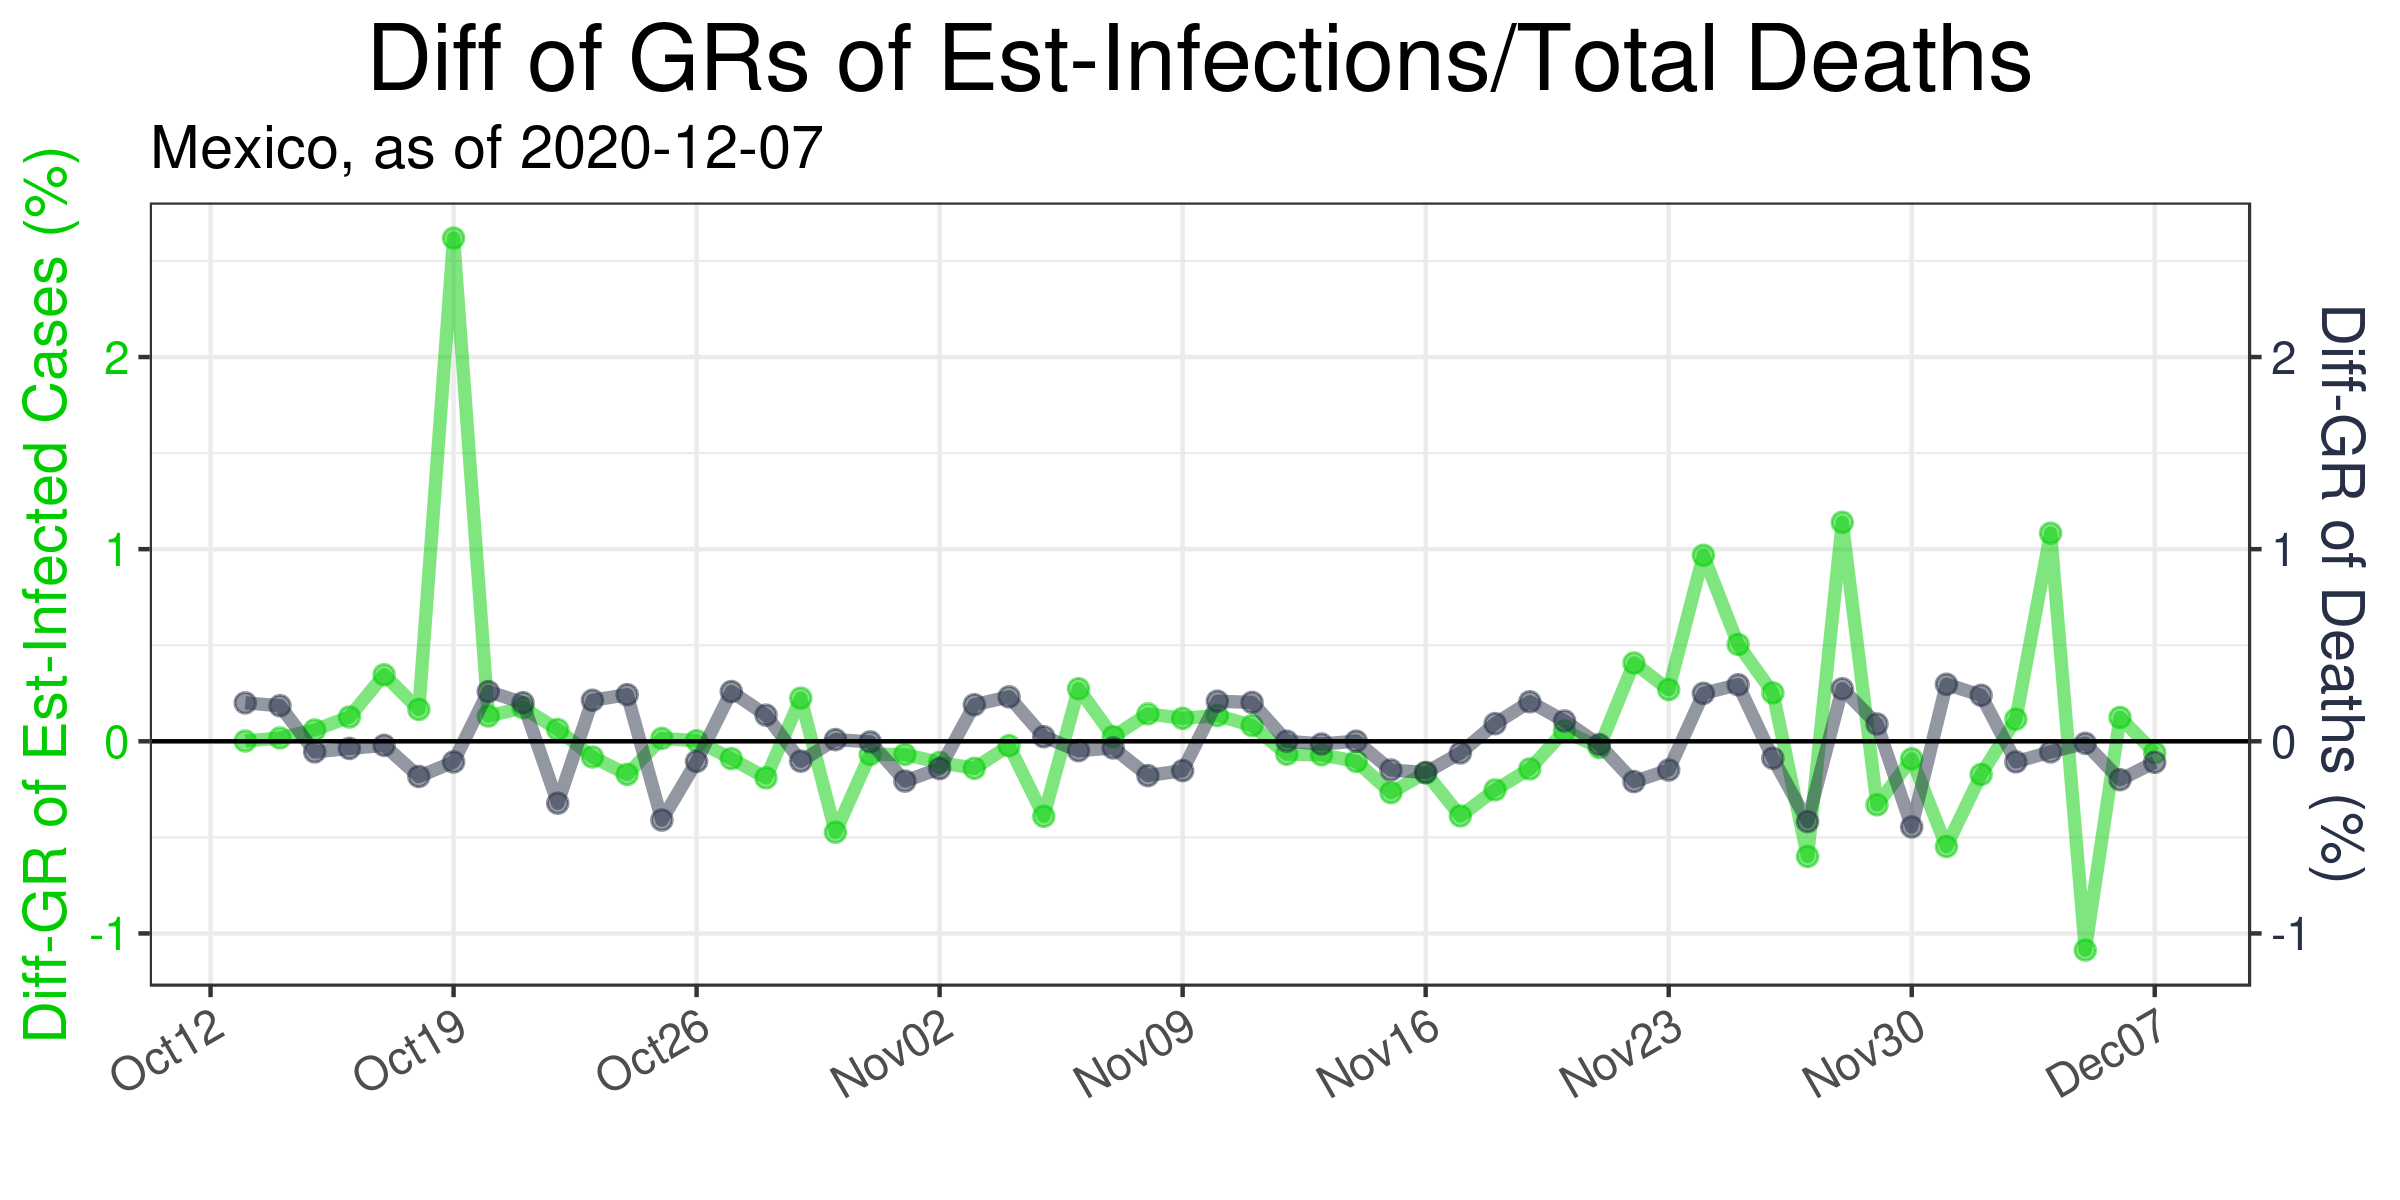 Diff of GRs of Est-Infections/Total Deaths
Mexico, as of 2020-12-07
Diff-GR of Est-Infected Cases (%)
2
1
0
-1
2
1
0
-1
Diff-GR of Deaths (%)
Oct12
Oct19
Oct26
Nov02
Nov09
Nov16
Nov23
Nov30
Dec07